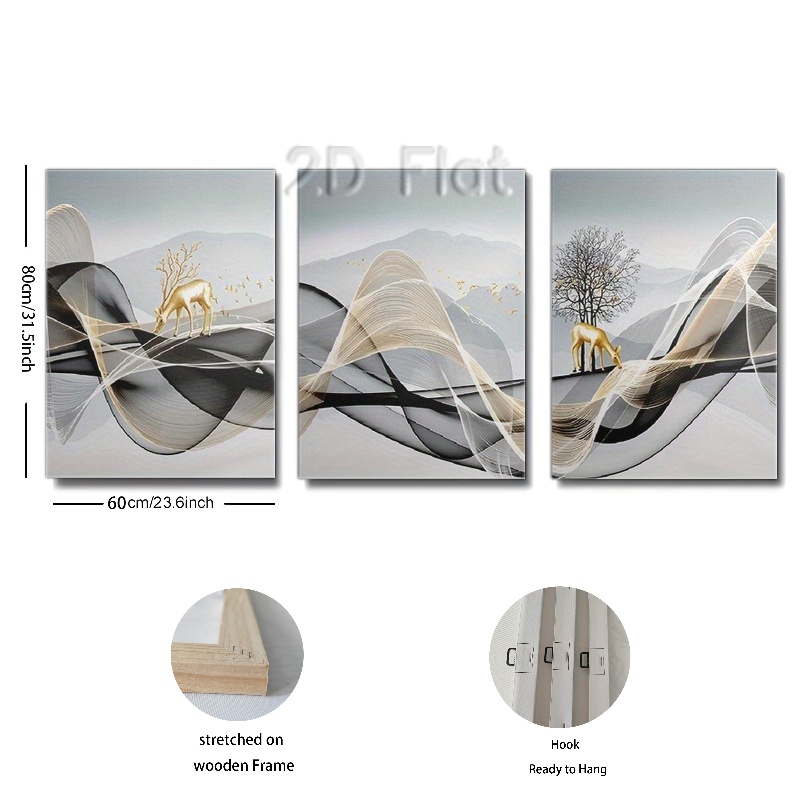 2D Flat
80cm/31.5inch
60cm/23.6inch
stretched on
wooden Frame
Hook
Ready to Hang